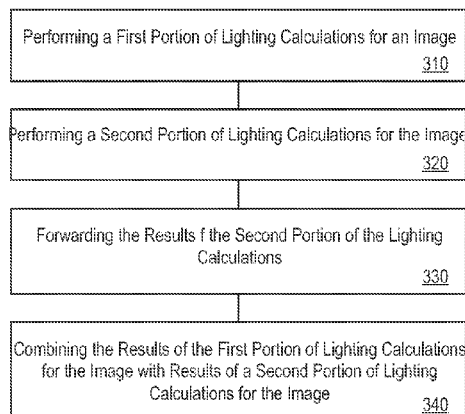 Performing a First Portion of Lighting Calculations for an Image
310
Performing a Second Portion of Lighting Calculations for the Image
320
Forwarding the Results f the Second Portion of the Lighting
Calculations
330
Combining the Results of the First Portion of Lighting Calculations
for the Image with Results of a Second Portion of Lighting
Calculations for the Image
340